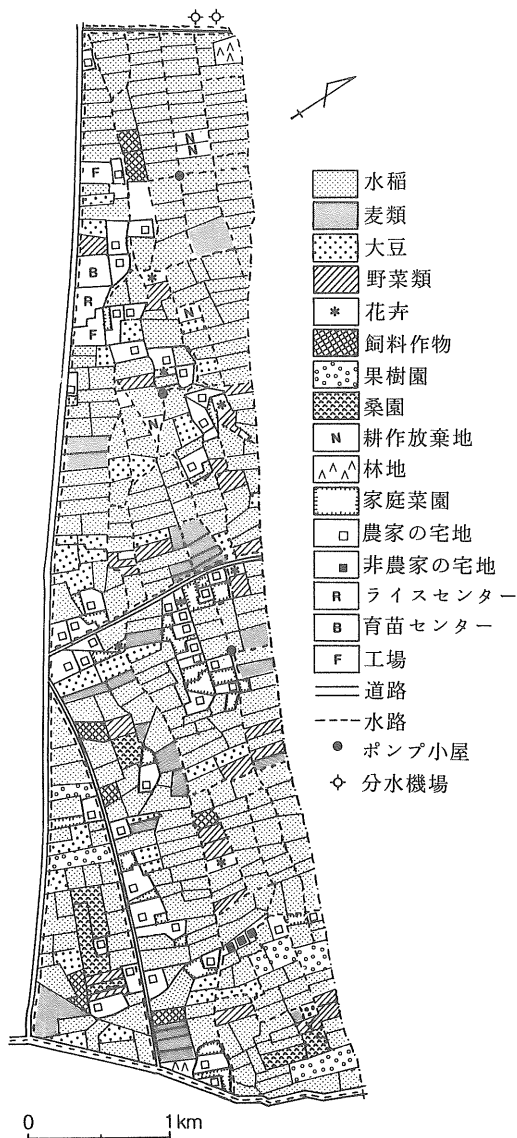 F
N
N
B
R
F
N
N
水稲
麦類
大豆
野菜類
花卉
飼料作物
果樹園
桑園
N 耕作放棄地
林地
家庭菜園
農家の宅地
非農家の宅地
R ライスセンター
B 育苗センター
F 工場
道路
水路
ポンプ小屋
分水機場
0 1km